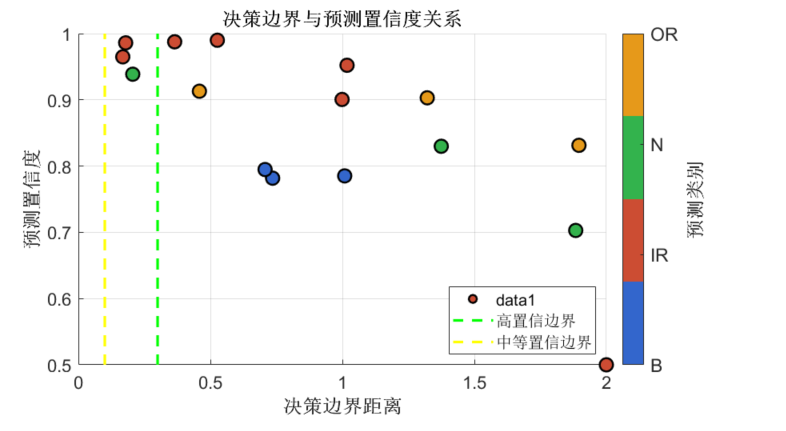 决策边界与预测置信度关系
预测置信度
1
0.9
0.8
0.7
0.6
0.5
0
0.5
1
1.5
2
决策边界距离
data1
高置信边界
中等置信边界
OR
N
IR
B
预测类别